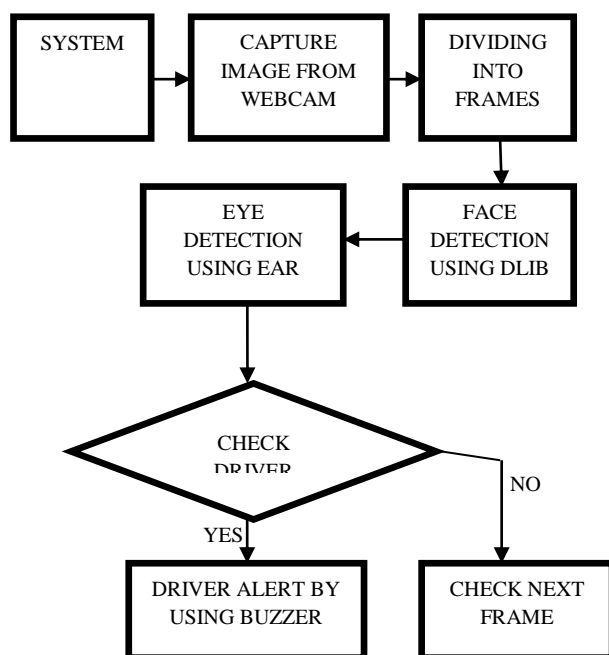 SYSTEM
CAPTURE
IMAGE FROM
WEBCAM
DIVIDING
INTO
FRAMES
FACE
DETECTION
USING DLIB
EYE
DETECTION
USING EAR
CHECK
DRIVER
YES
NO
DRIVER ALERT BY
USING BUZZER
CHECK NEXT
FRAME